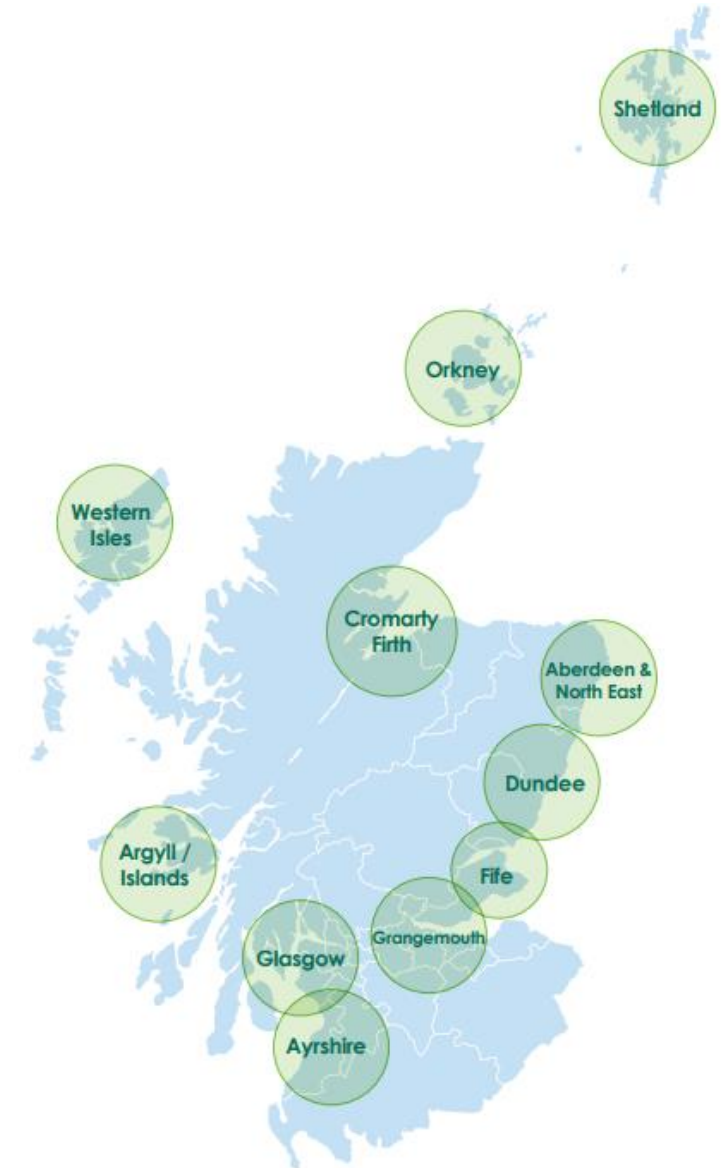 Shetland
Orkney
Western
Isles
Cromarty
Firth
Aberdeen &
North East
Dundee
Argyll /
Islands
Fife
Grangemouth
Glasgow
Ayrshire